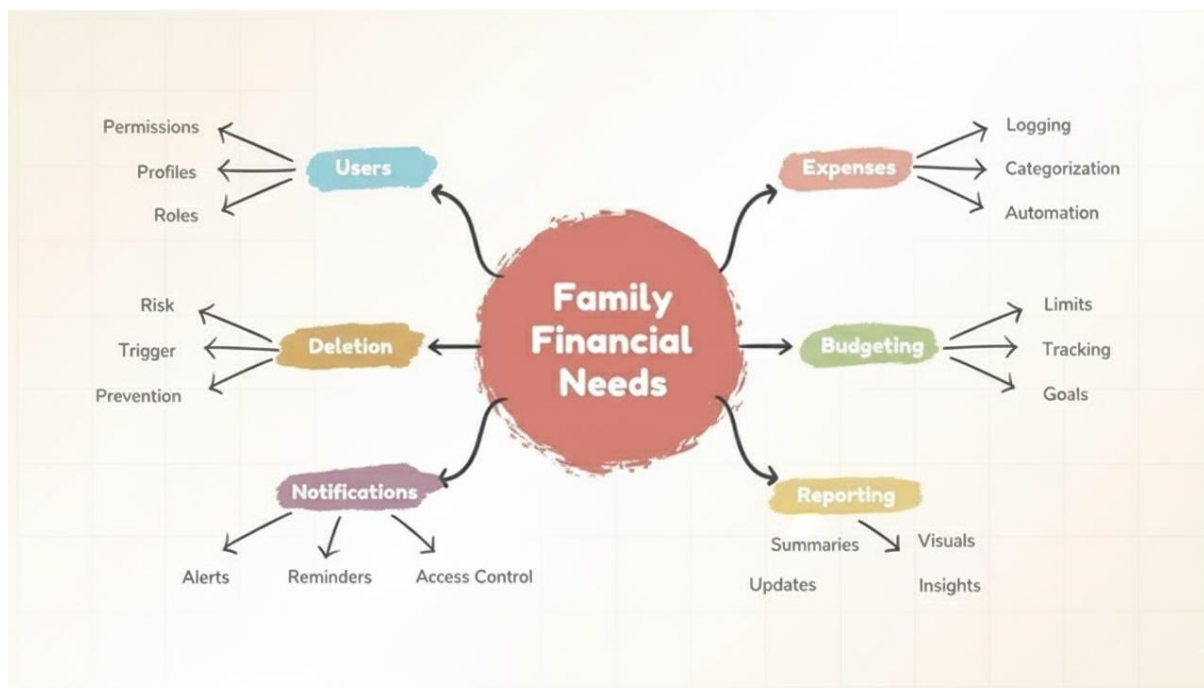 Permissions
Profiles
Roles
Users
Expenses
Logging
Categorization
Automation
Family
Financial
Needs
Risk
Trigger
Prevention
Deletion
Budgeting
Limits
Tracking
Goals
Notifications
Alerts
Reminders
Access Control
Reporting
Summaries
Visuals
Updates
Insights